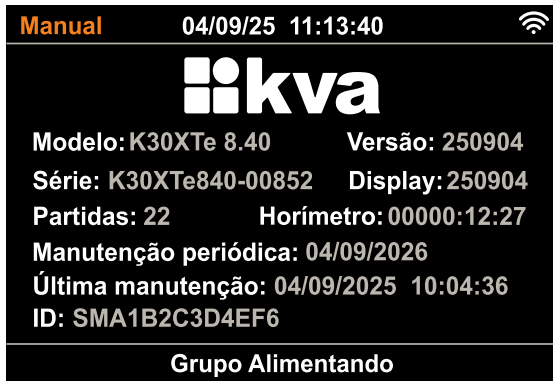 Manual 04/09/25 11:13:40
kva
Modelo: K30XTe 8.40 Versão: 250904
Série: K30XTe840-00852 Display: 250904
Partidas: 22 Horímetro: 00000:12:27
Manutenção periódica: 04/09/2026
Última manutenção: 04/09/2025 10:04:36
ID: SMA1B2C3D4EF6
Grupo Alimentando